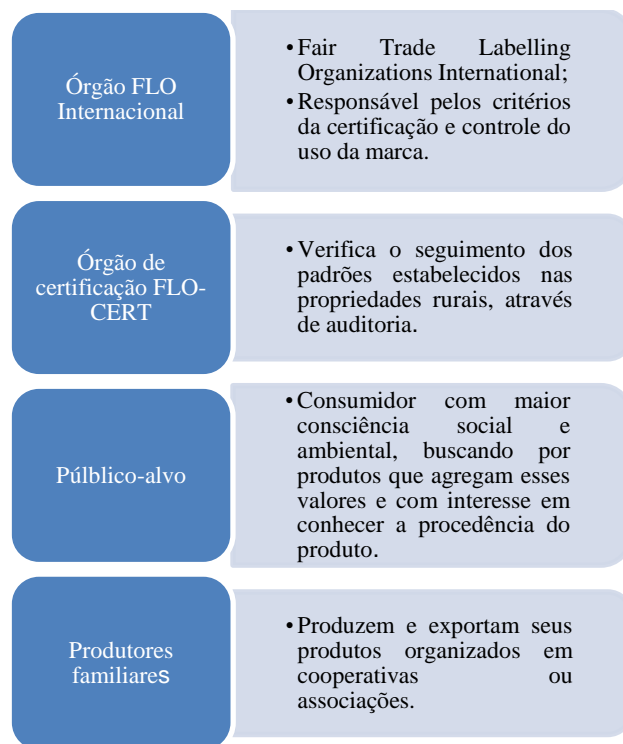 Órgão FLO
Internacional
• Fair Trade Labelling
Organizations International;
• Responsável pelos critérios
da certificação e controle do
uso da marca.
Órgão de
certificação FLO-
CERT
• Verifica o seguimento dos
padrões estabelecidos nas
propriedades rurais, através
de auditoria.
Púlblico-alvo
• Consumidor com maior
consciência social e
ambiental, buscando por
produtos que agregam esses
valores e com interesse em
conhecer a procedência do
produto.
Produtores
familiares
• Produzem e exportam seus
produtos organizados em
cooperativas ou
associações.